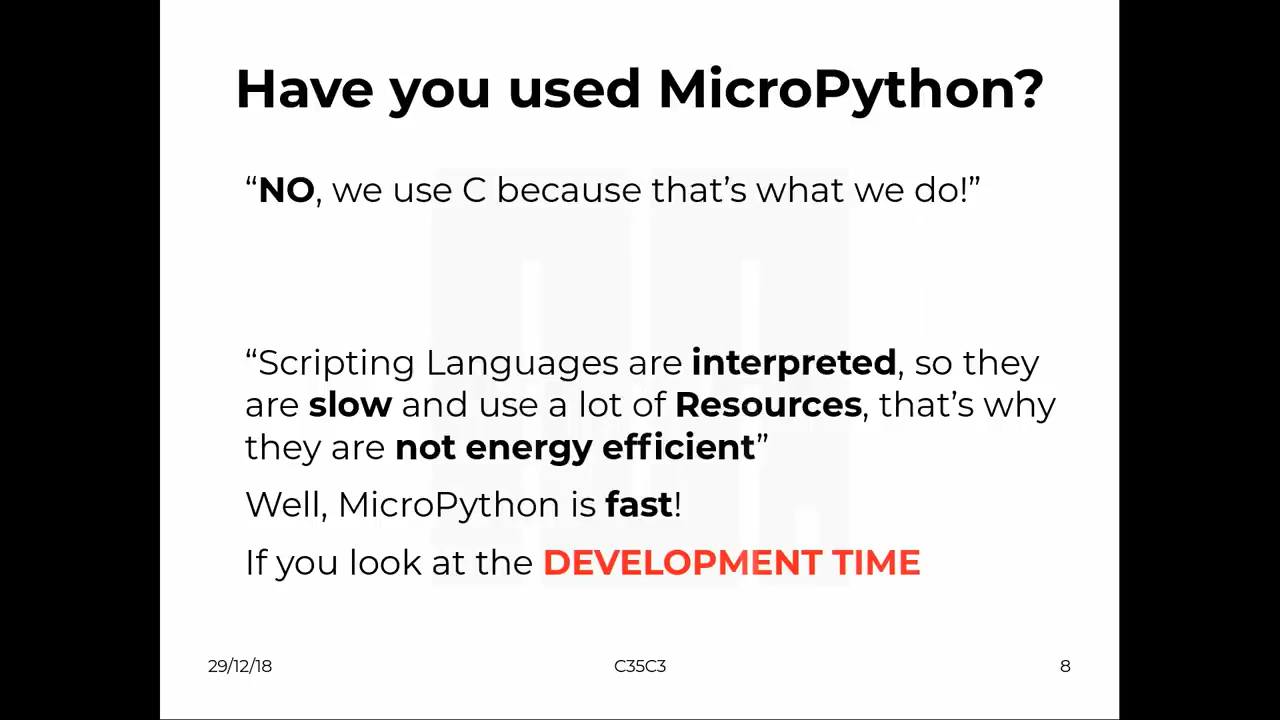 Have you used MicroPython?
“NO, we use C because that’s what we do!”
“Scripting Languages are interpreted, so they
are slow and use a lot of Resources, that’s why
they are not energy efficient”
Well, MicroPython is fast!
If you look at the DEVELOPMENT TIME
29/12/18
C35C3
8